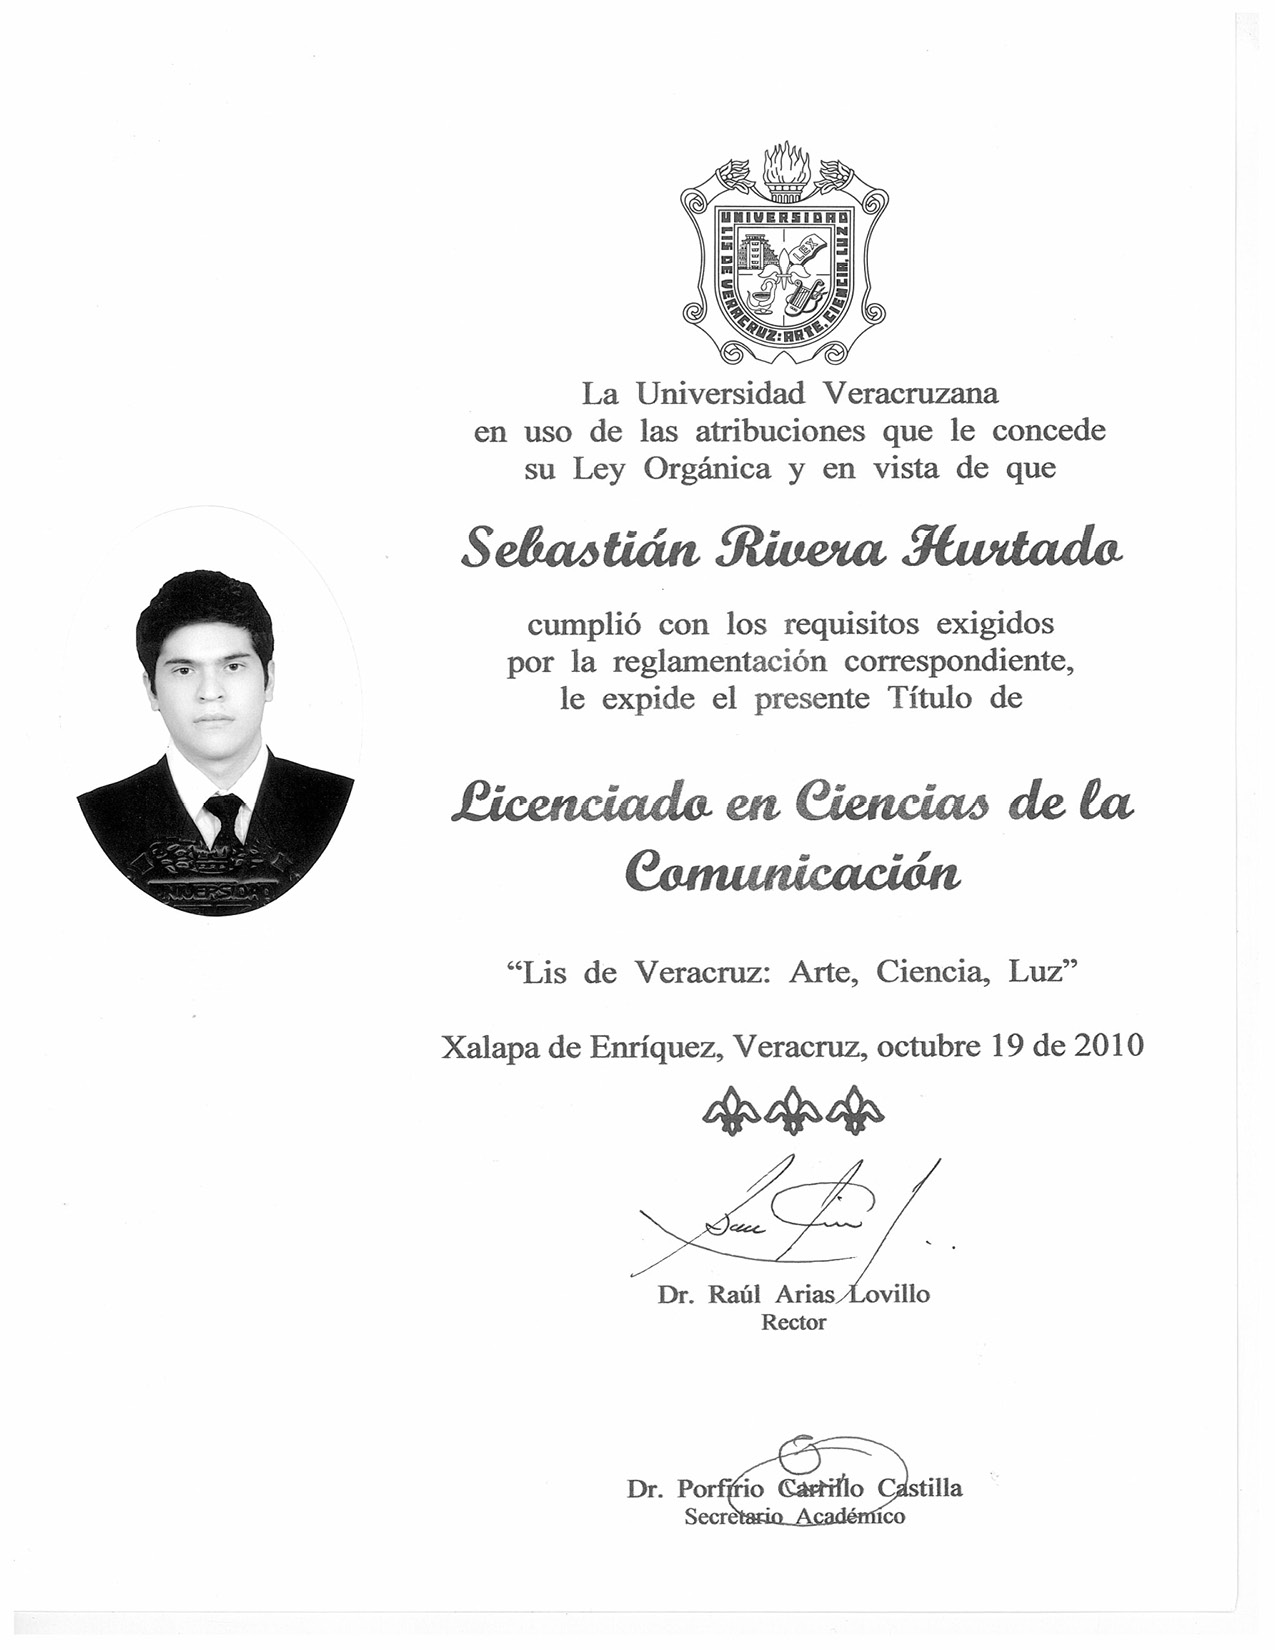 UNIVERSIDAD
LIS DE VERACRUZ: ARTE, CIENCIA, LUZ
LEX
La Universidad Veracruzana
en uso de las atribuciones que le concede
su Ley Orgánica y en vista de que
Sebastián Rivera Hurtado
cumplió con los requisitos exigidos
por la reglamentación correspondiente,
le expide el presente Título de
Licenciado en Ciencias de la
Comunicación
UNIVERSIDAD
“Lis de Veracruz: Arte, Ciencia, Luz”
Xalapa de Enríquez, Veracruz, octubre 19 de 2010
Dr. Raúl Arias Lovillo
Rector
Dr. Porfirio Carrillo Castilla
Secretario Académico